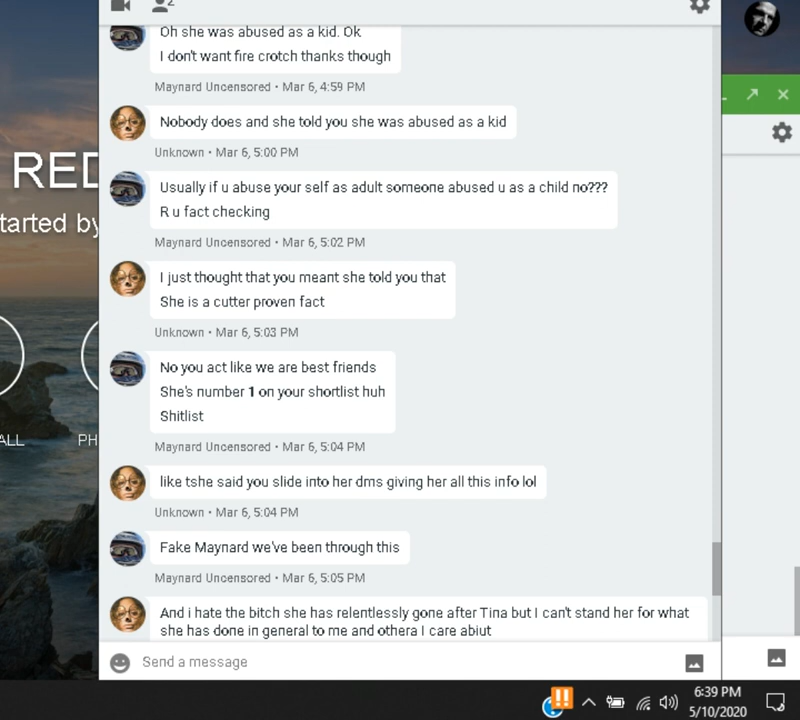 2
Oh she was abused as a kid. Ok
I don't want fire crotch thanks though
Maynard Uncensored • Mar 6, 4:59 PM
Nobody does and she told you she was abused as a kid
Unknown • Mar 6, 5:00 PM
Usually if u abuse your self as adult someone abused u as a child no???
R u fact checking
Maynard Uncensored • Mar 6, 5:02 PM
I just thought that you meant she told you that
She is a cutter proven fact
Unknown • Mar 6, 5:03 PM
No you act like we are best friends
She's number 1 on your shortlist huh
Shitlist
Maynard Uncensored • Mar 6, 5:04 PM
like tshe said you slide into her dms giving her all this info lol
Unknown • Mar 6, 5:04 PM
Fake Maynard we've been through this
Maynard Uncensored • Mar 6, 5:05 PM
And i hate the bitch she has relentlessly gone after Tina but I can't stand her for what
she has done in general to me and othera I care abiut
Send a message
RED
tarted by
ALL
PH
6:39 PM
5/10/2020